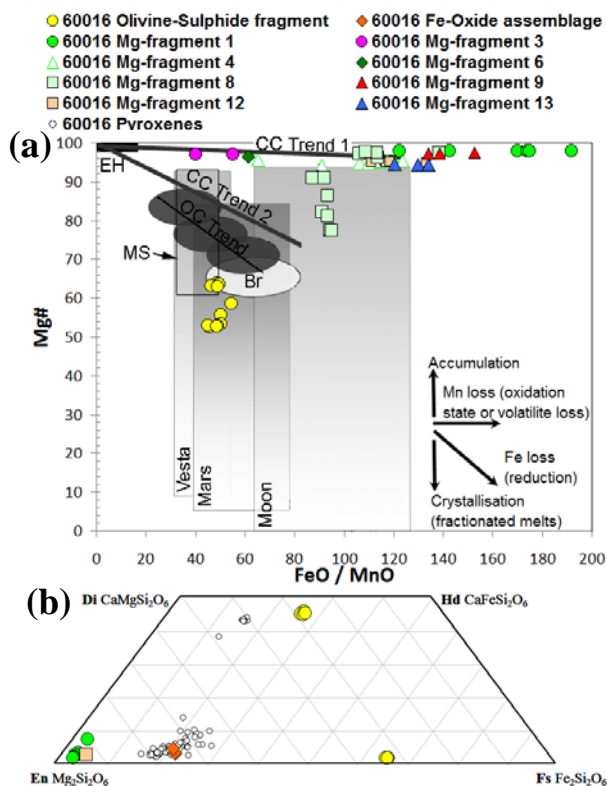 60016 Olivine-Sulphide fragment 60016 Fe-Oxide assemblage
60016 Mg-fragment 1 60016 Mg-fragment 3
60016 Mg-fragment 4 60016 Mg-fragment 6
60016 Mg-fragment 8 60016 Mg-fragment 9
60016 Mg-fragment 12 60016 Mg-fragment 13
60016 Pyroxenes
(a)
100
90
80
70
60
50
40
30
20
10
0
Mg#
CC Trend 1
EH
CC Trend 2
OC Trend
MS
Br
Vesta
Mars
Moon
Accumulation
Mn loss (oxidation
state or volatilite loss)
Fe loss
(reduction)
Crystallisation
(fractionated melts)
0 20 40 60 80 100 120 140 160 180 200
FeO / MnO
(b)
Di CaMgSi₂O₆ Hd CaFeSi₂O₆
En Mg₂Si₂O₆ Fs Fe₂Si₂O₆